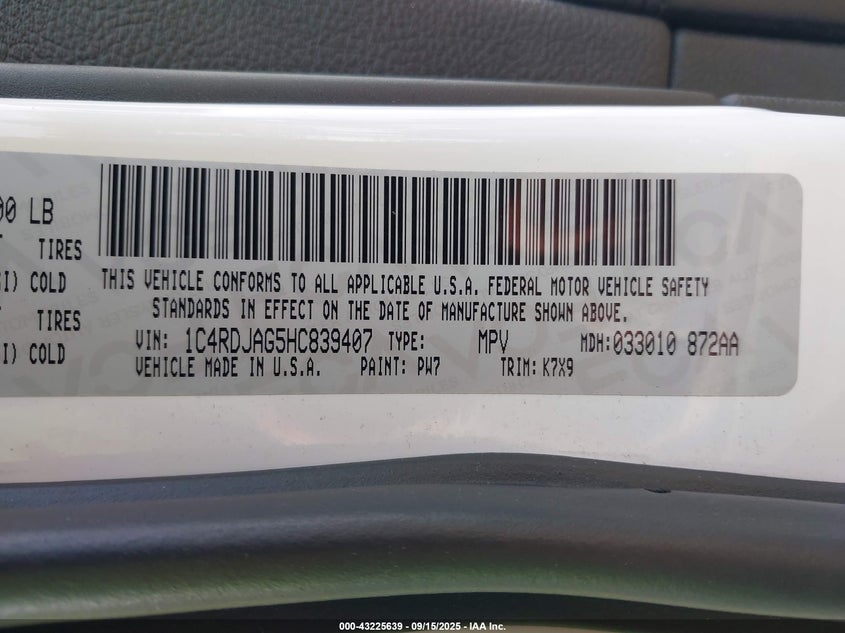 00 LB
TIRES
I) COLD
TIRES
I) COLD
THIS VEHICLE CONFORMS TO ALL APPLICABLE U.S.A. FEDERAL MOTOR VEHICLE SAFETY
STANDARDS IN EFFECT ON THE DATE OF MANUFACTURE SHOWN ABOVE.
VIN: 1C4RDJAG5HC839407 TYPE: MPV MDH:033010 872AA
VEHICLE MADE IN U.S.A. PAINT: PW7 TRIM: K7X9
000-43225639 - 09/15/2025 - IAA Inc.